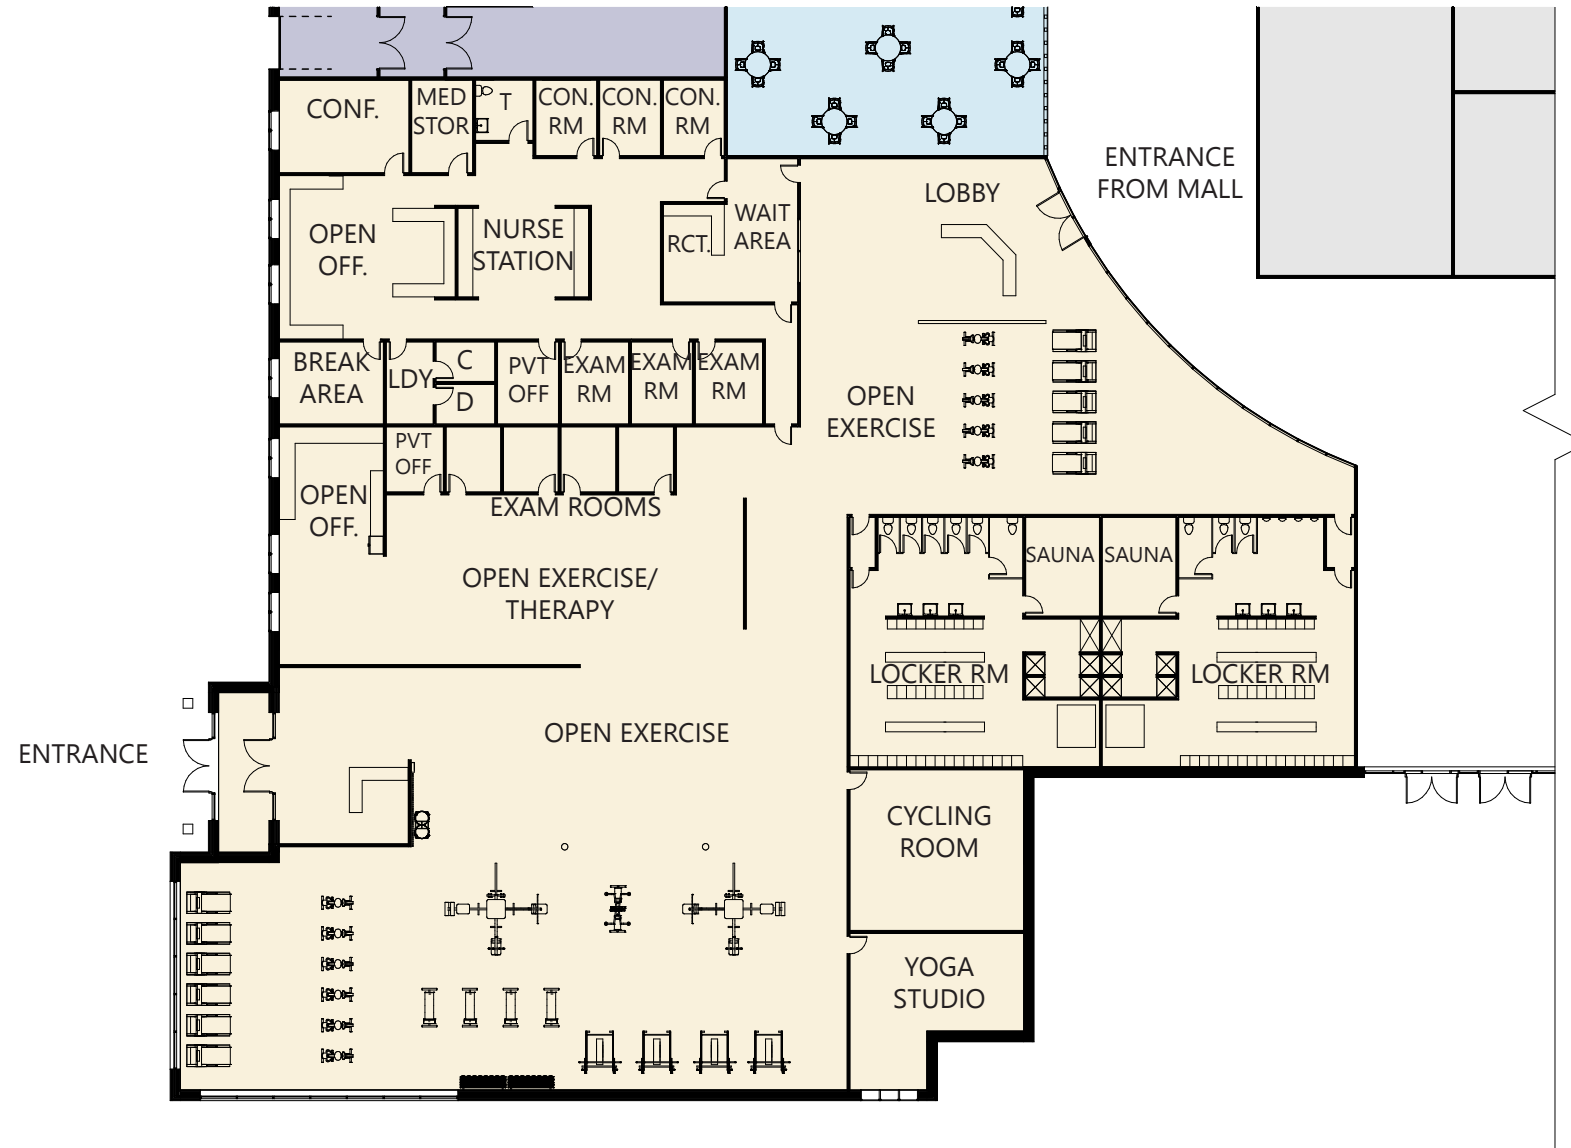 CONF.
MED
STOR
T
CON.
RM
CON.
RM
CON.
RM
ENTRANCE
FROM MALL
LOBBY
OPEN
OFF.
NURSE
STATION
RCT.
WAIT
AREA
BREAK
AREA
LDY
C
D
PVT
OFF
EXAM
RM
EXAM
RM
EXAM
RM
OPEN
EXERCISE
PVT
OFF
OPEN
OFF.
EXAM ROOMS
OPEN EXERCISE/
THERAPY
SAUNA
SAUNA
LOCKER RM
LOCKER RM
ENTRANCE
OPEN EXERCISE
CYCLING
ROOM
YOGA
STUDIO